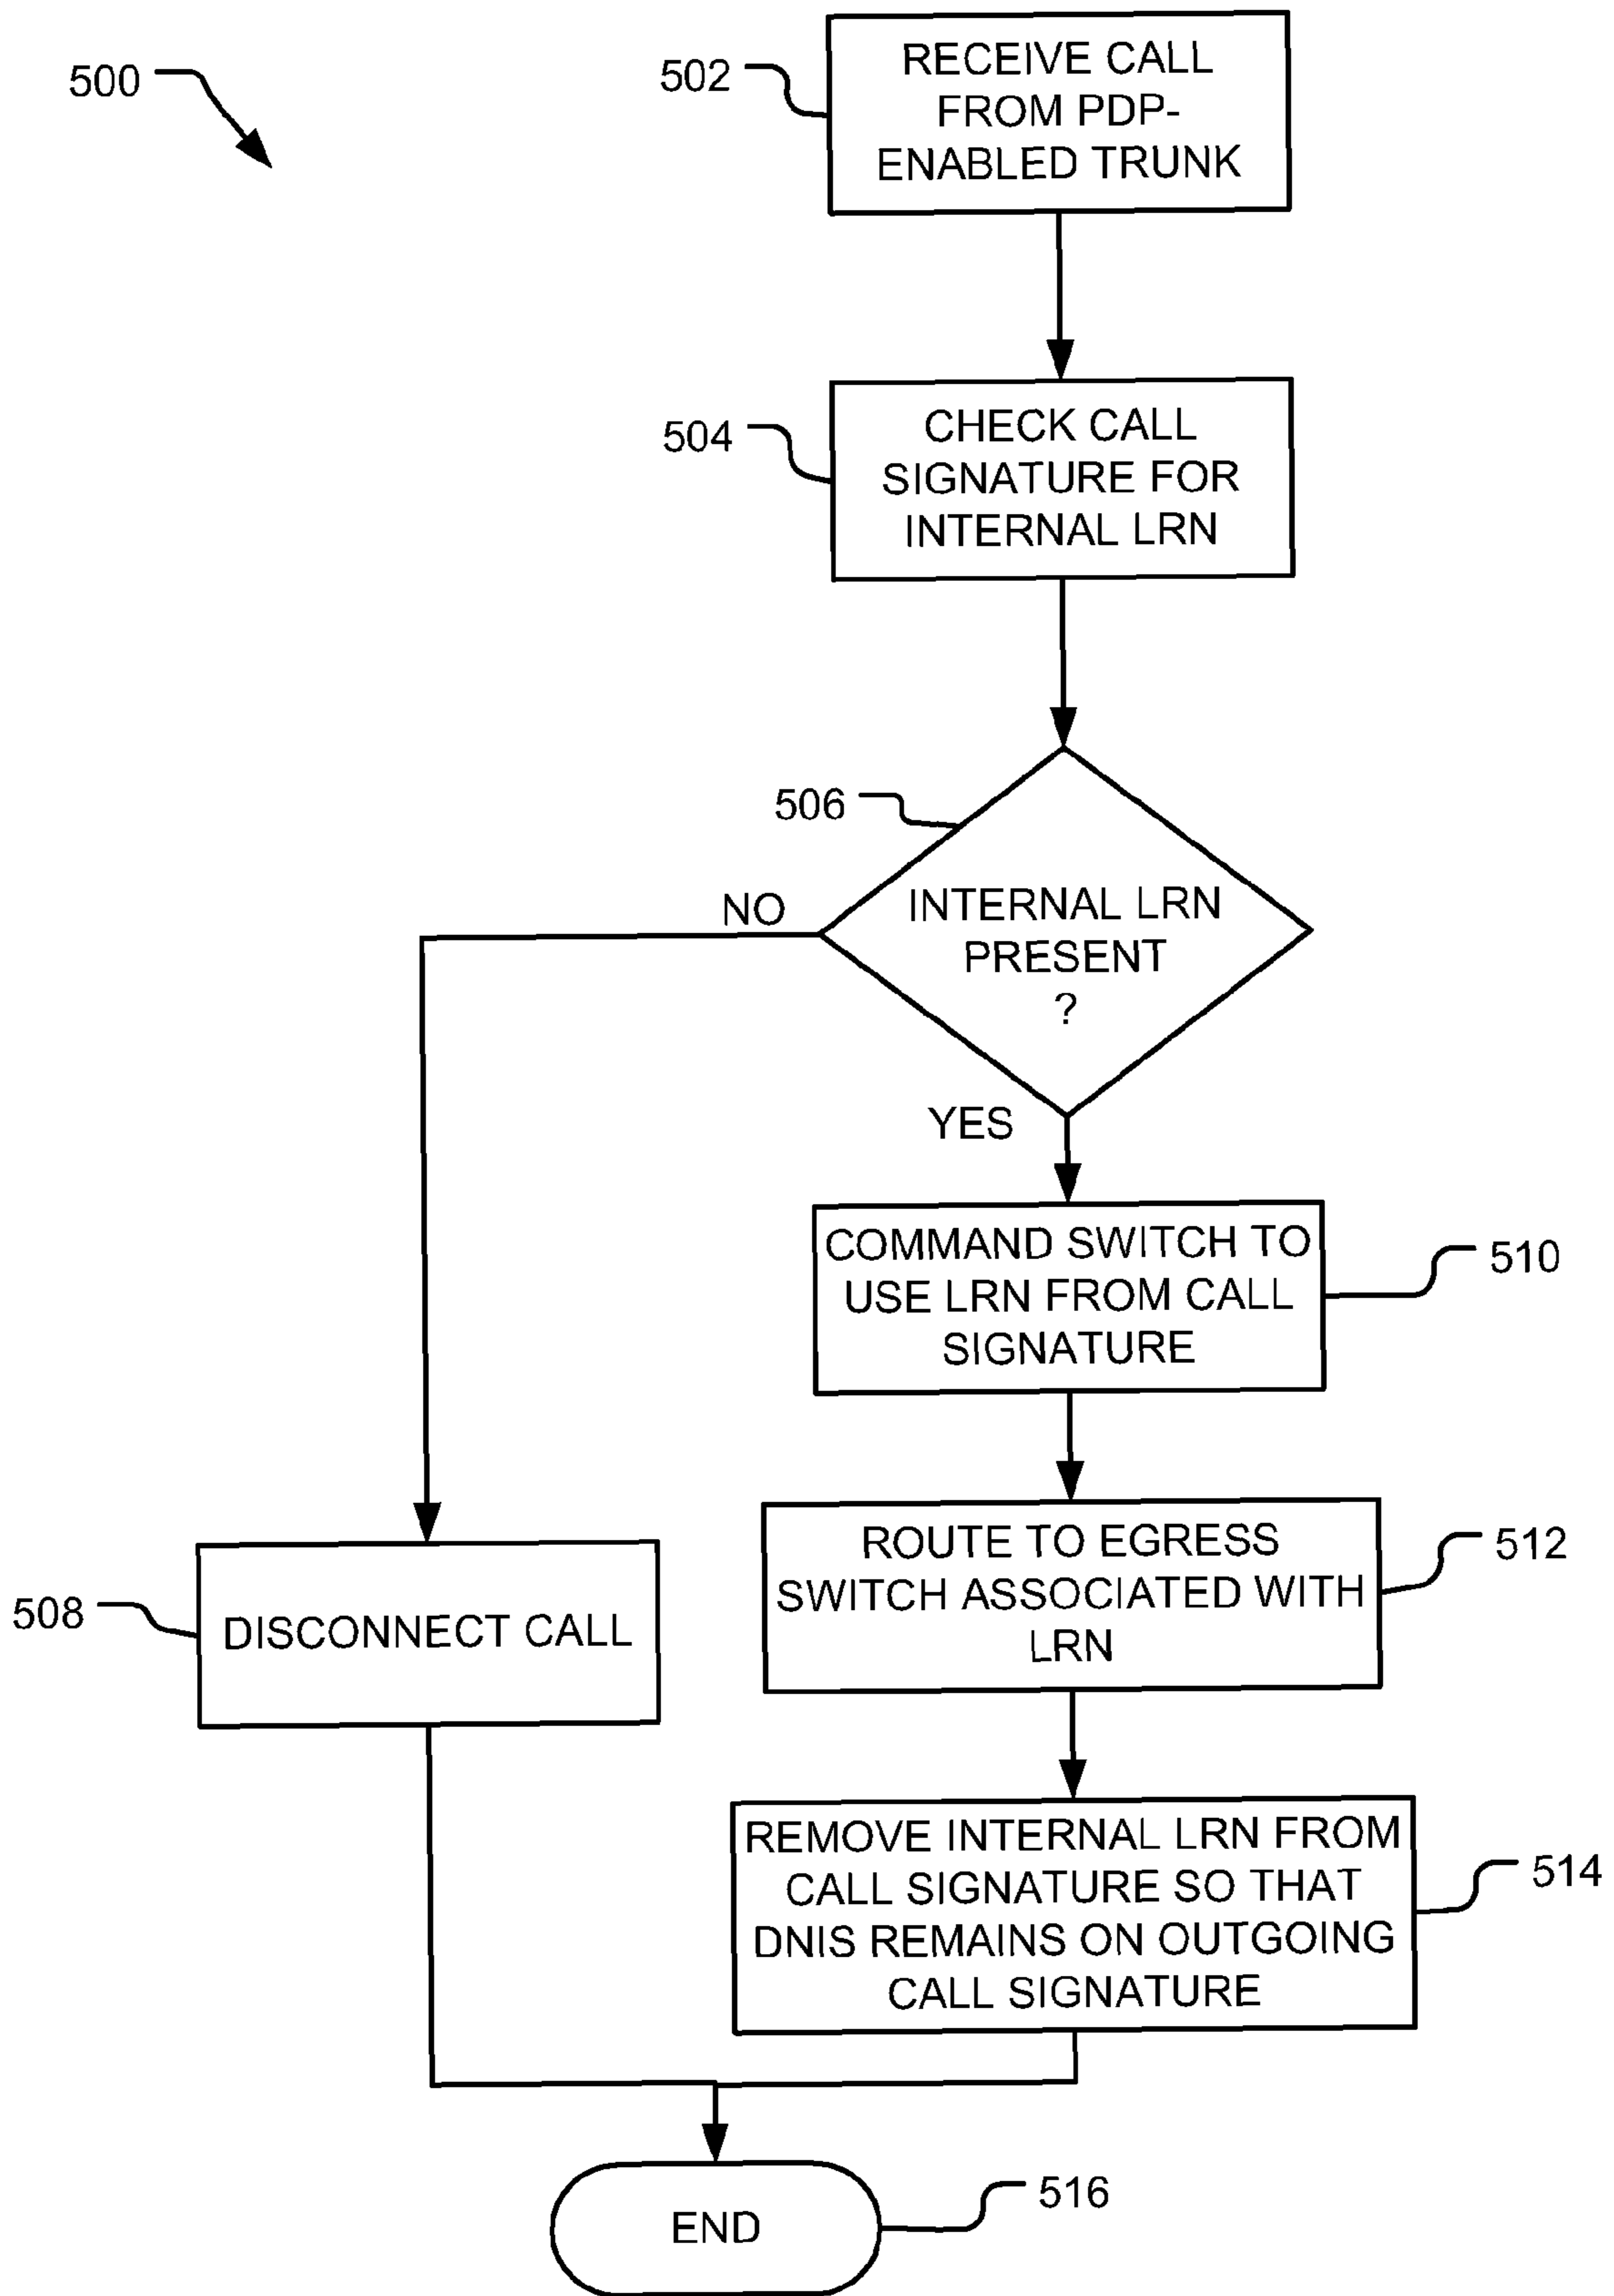 500
502
RECEIVE CALL
FROM PDP-
ENABLED TRUNK
504
CHECK CALL
SIGNATURE FOR
INTERNAL LRN
506
INTERNAL LRN
PRESENT
?
NO
YES
510
COMMAND SWITCH TO
USE LRN FROM CALL
SIGNATURE
512
ROUTE TO EGRESS
SWITCH ASSOCIATED WITH
LRN
508
DISCONNECT CALL
514
REMOVE INTERNAL LRN FROM
CALL SIGNATURE SO THAT
DNIS REMAINS ON OUTGOING
CALL SIGNATURE
516
END